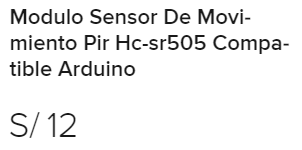 Modulo Sensor De Movi-
miento Pir Hc-sr505 Compa-
tible Arduino
S/ 12